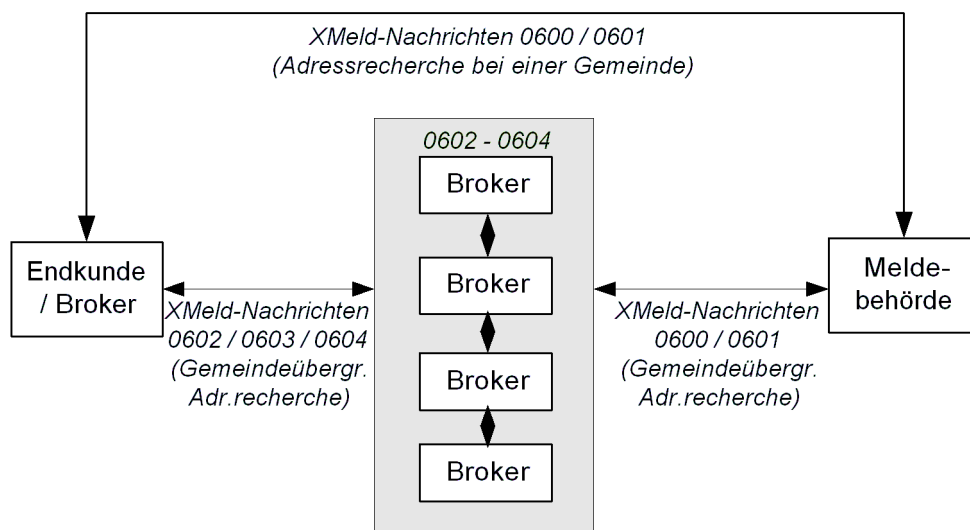 XMeld-Nachrichten 0600 / 0601
(Adressrecherche bei einer Gemeinde)
0602 - 0604
Broker
Broker
Broker
Broker
Endkunde
/ Broker
XMeld-Nachrichten
0602 / 0603 / 0604
(Gemeindeübergr.
Adr.recherche)
XMeld-Nachrichten
0600 / 0601
(Gemeindeübergr.
Adr.recherche)
Melde-
behörde